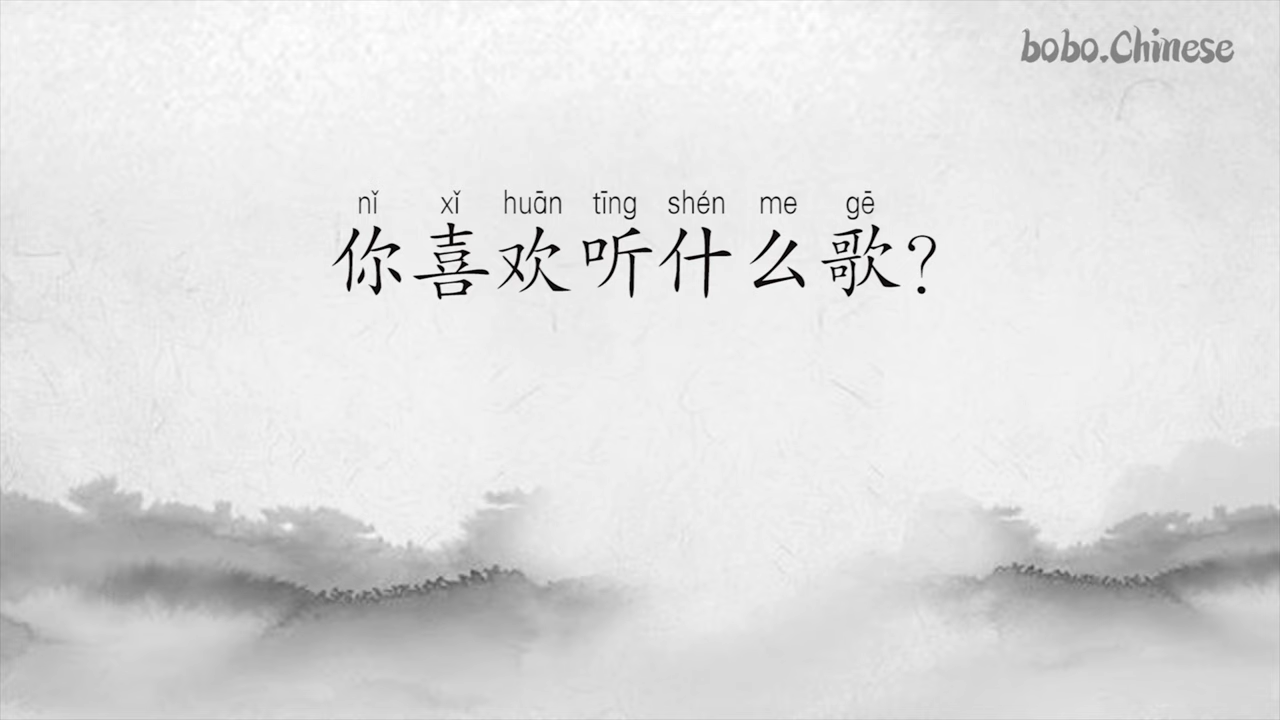 bobo.Chinese
nǐ xǐ huān tīng shén me gē
你喜欢听什么歌？